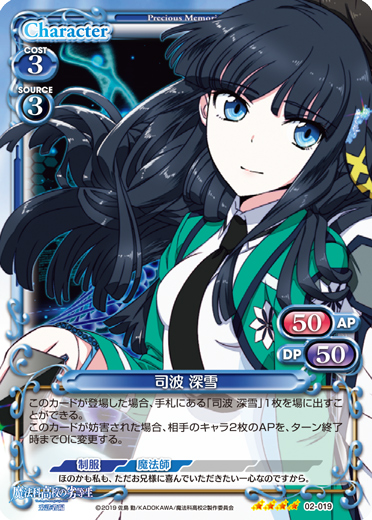 Precious Memories
Character
COST
3
SOURCE
3
50 AP
DP 50
司波 深雪
このカードが登場した場合、手札にある「司波 深雪」1枚を場に出すこ
とができる。
このカードが妨害された場合、相手のキャラ2枚のAPを、ターン終了
時まで0に変更する。
制服 魔法師
ほのかも私も、ただお兄様に喜んでいただきたい一心なのですから。
魔法科高校の劣等生
©2019 佐島 勤/KADOKAWA/魔法科高校2製作委員会
02-019